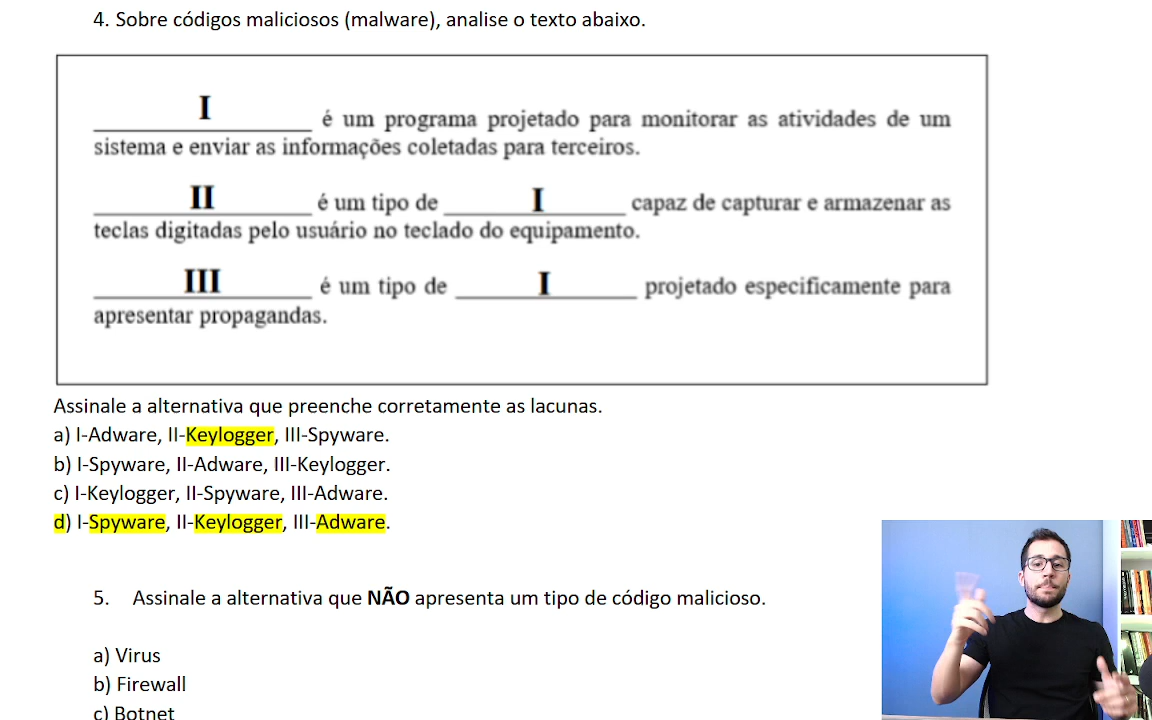 4. Sobre códigos maliciosos (malware), analise o texto abaixo.
I é um programa projetado para monitorar as atividades de um
sistema e enviar as informações coletadas para terceiros.
II é um tipo de I capaz de capturar e armazenar as
teclas digitadas pelo usuário no teclado do equipamento.
III é um tipo de I projetado especificamente para
apresentar propagandas.
Assinale a alternativa que preenche corretamente as lacunas.
a) I-Adware, II-Keylogger, III-Spyware.
b) I-Spyware, II-Adware, III-Keylogger.
c) I-Keylogger, II-Spyware, III-Adware.
d) I-Spyware, II-Keylogger, III-Adware.
5. Assinale a alternativa que NÃO apresenta um tipo de código malicioso.
a) Virus
b) Firewall
c) Botnet